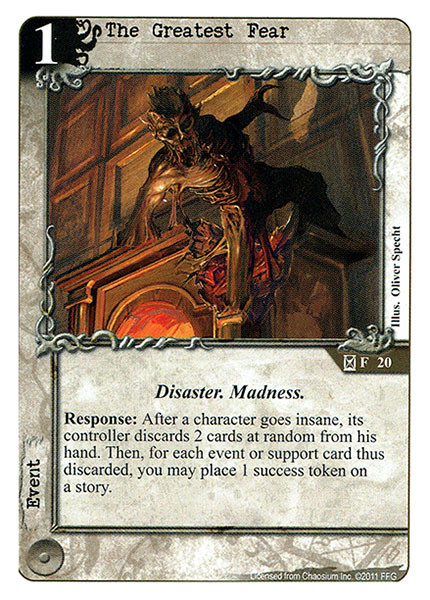 1
The Greatest Fear
Illus. Oliver Specht
F 20
Disaster. Madness.
Response: After a character goes insane, its
controller discards 2 cards at random from his
hand. Then, for each event or support card thus
discarded, you may place 1 success token on
a story.
Event
Licensed from Chaosium Inc. ©2011 FFG